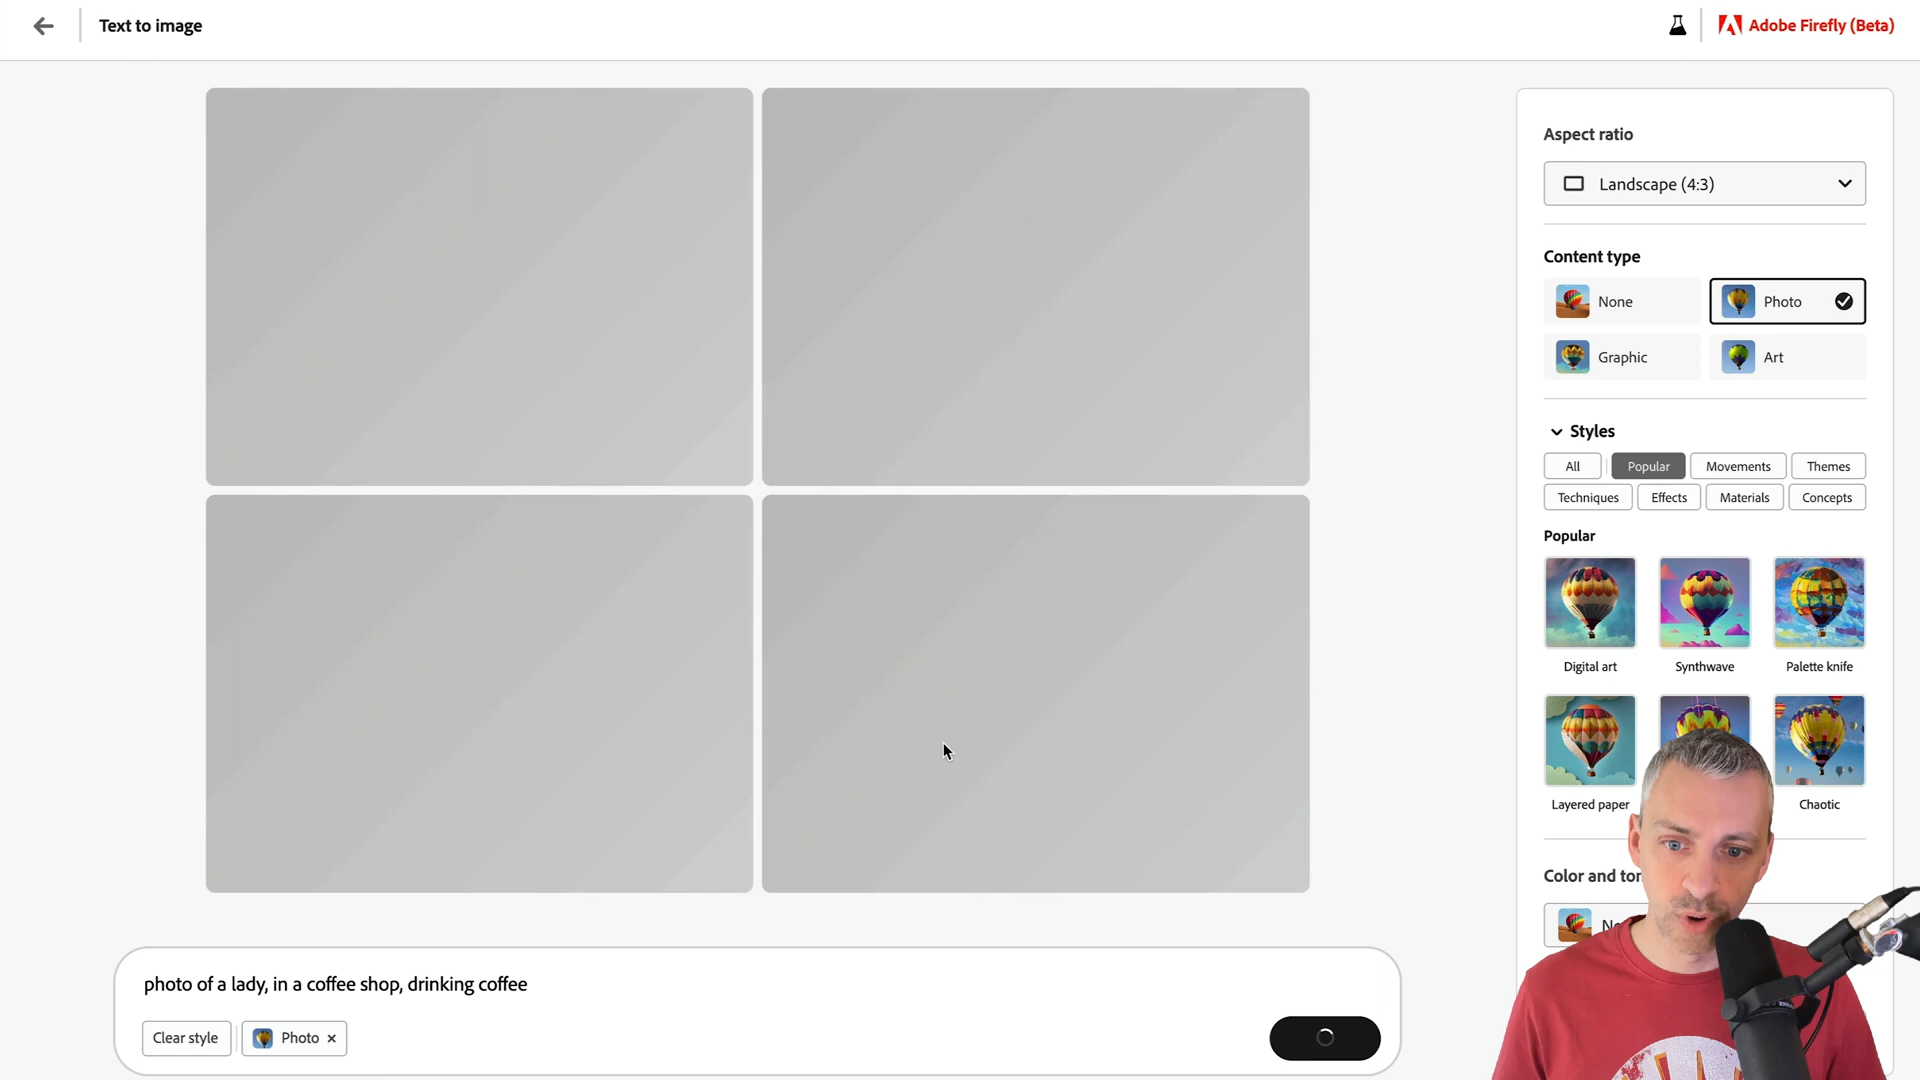 Text to image
Adobe Firefly (Beta)
Aspect ratio
Landscape (4:3)
Content type
None
Photo
Graphic
Art
Styles
All
Popular
Movements
Themes
Techniques
Effects
Materials
Concepts
Popular
Digital art
Synthwave
Palette knife
Layered paper
Chaotic
Color and
photo of a lady, in a coffee shop, drinking coffee
Clear style
Photo